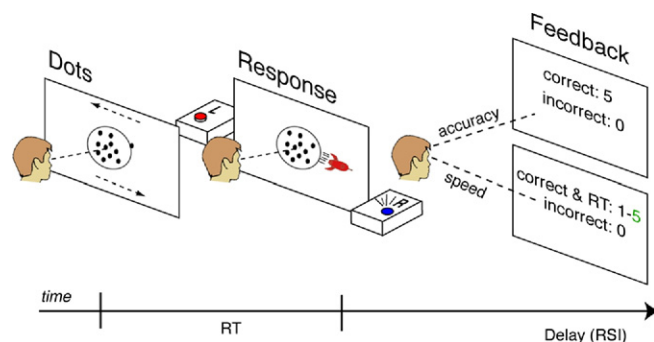 Dots
Response
Feedback
L
R
accuracy
speed
correct: 5
incorrect: 0
correct & RT: 1-5
incorrect: 0
time
RT
Delay (RSI)